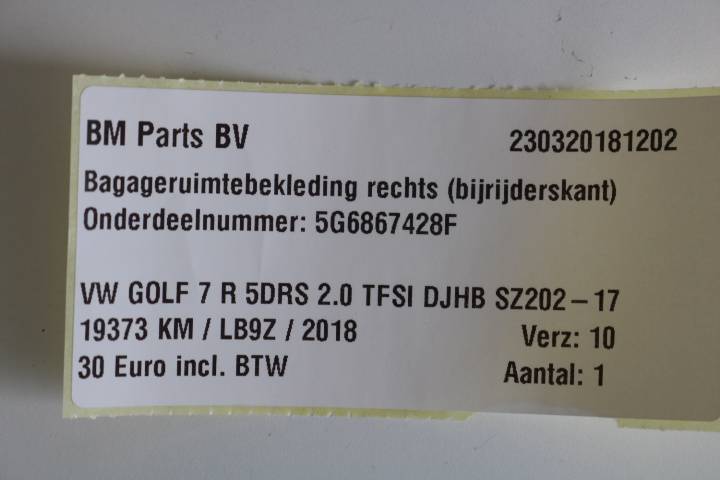 BM Parts BV 230320181202
Bagageruimtebekleding rechts (bijrijderskant)
Onderdeelnummer: 5G6867428F
VW GOLF 7 R 5DRS 2.0 TFSI DJHB SZ202-17
19373 KM / LB9Z / 2018 Verz: 10
30 Euro incl. BTW Aantal: 1